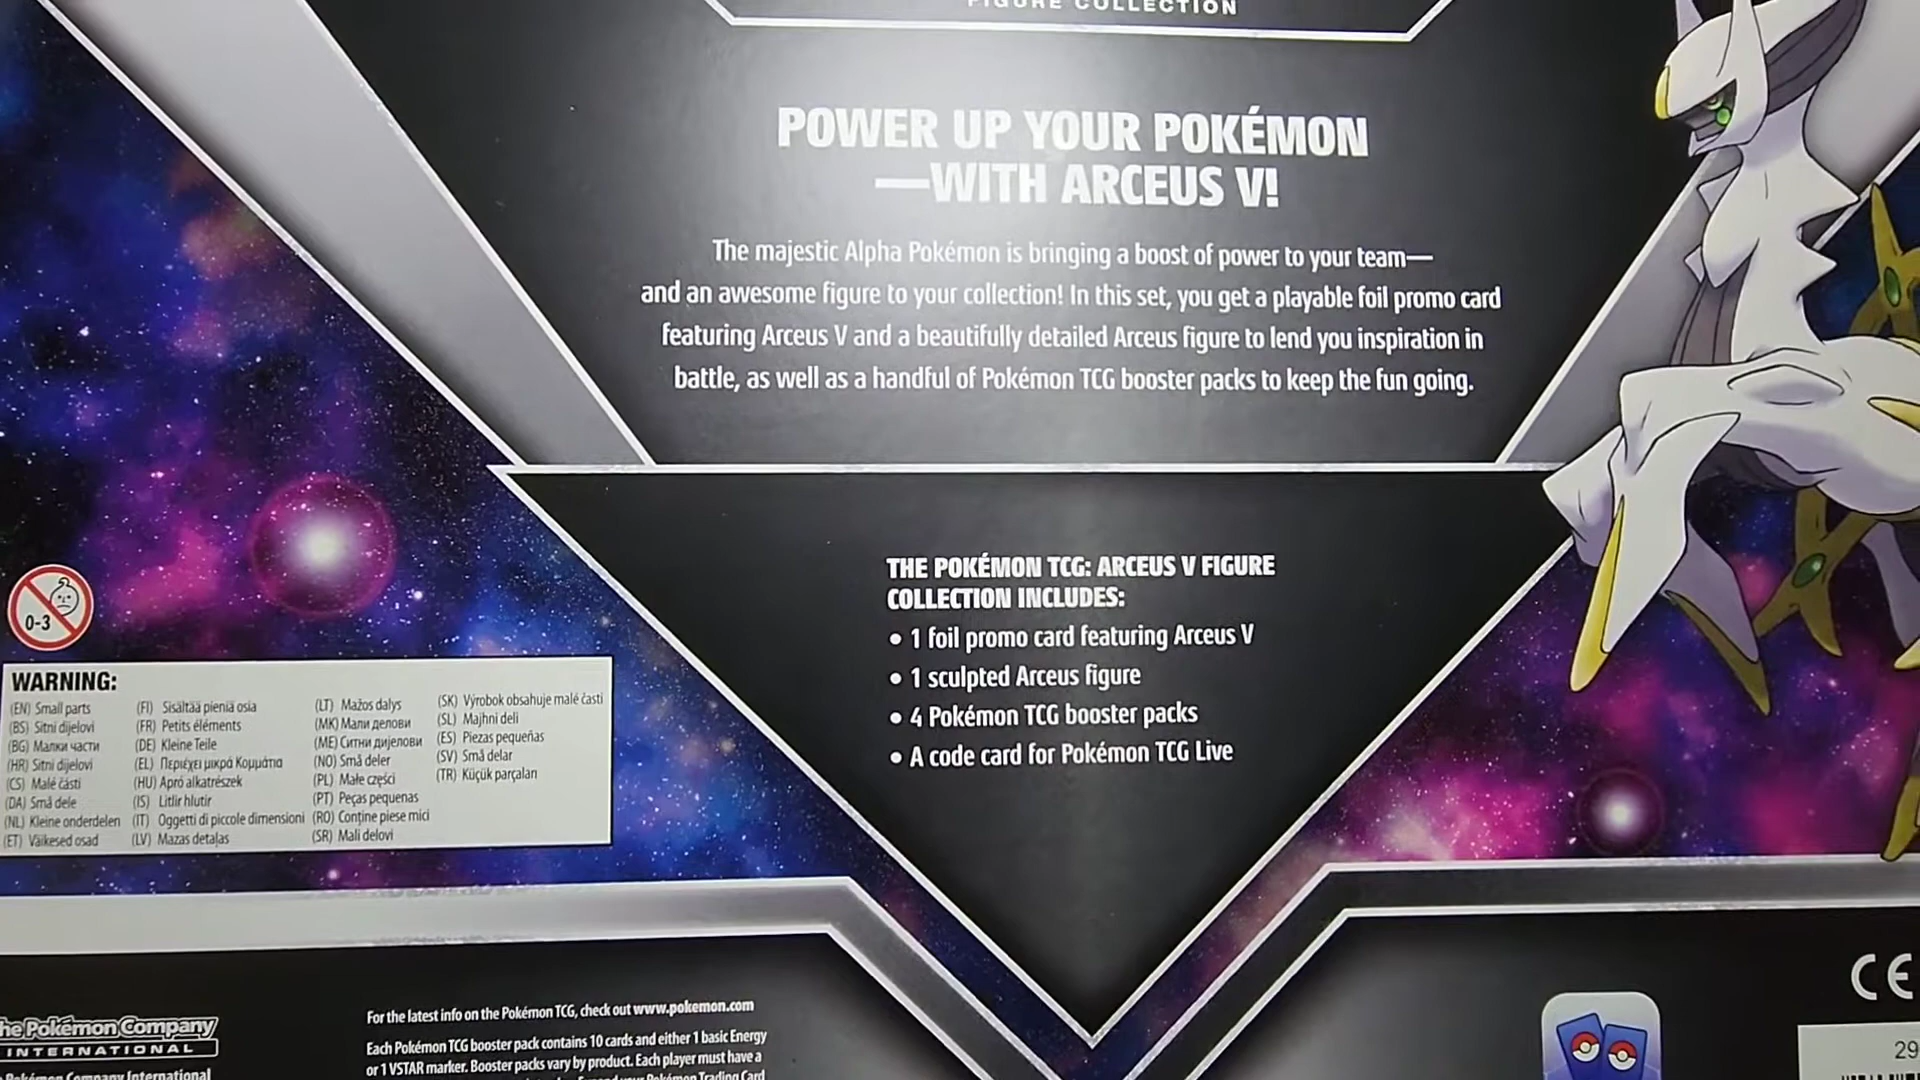 FIGURE COLLECTION
POWER UP YOUR POKÉMON
—WITH ARCEUS V!
The majestic Alpha Pokémon is bringing a boost of power to your team—
and an awesome figure to your collection! In this set, you get a playable foil promo card
featuring Arceus V and a beautifully detailed Arceus figure to lend you inspiration in
battle, as well as a handful of Pokémon TCG booster packs to keep the fun going.
THE POKÉMON TCG: ARCEUS V FIGURE
COLLECTION INCLUDES:
• 1 foil promo card featuring Arceus V
• 1 sculpted Arceus figure
• 4 Pokémon TCG booster packs
• A code card for Pokémon TCG Live
0-3
WARNING:
(EN) Small parts
(BS) Sitni dijelovi
(BG) Малки части
(HR) Sitni dijelovi
(CS) Malé části
(DA) Små dele
(NL) Kleine onderdelen
(ET) Väikesed osad
(FI) Sisältää pieniä osia
(FR) Petits éléments
(DE) Kleine Teile
(EL) Περιέχει μικρά Κομμάτια
(HU) Apró alkatrészek
(IS) Litlir hlutir
(IT) Oggetti di piccole dimensioni
(LV) Mazas detaļas
(LT) Mažos dalys
(MK) Мали делови
(ME) Ситни дијелови
(NO) Små deler
(PL) Małe części
(PT) Peças pequenas
(RO) Conține piese mici
(SR) Mali delovi
(SK) Výrobok obsahuje malé časti
(SL) Majhni deli
(ES) Piezas pequeñas
(SV) Små delar
(TR) Küçük parçaları
The Pokémon Company
INTERNATIONAL
Pokémon Company International
For the latest info on the Pokémon TCG, check out www.pokemon.com
Each Pokémon TCG booster pack contains 10 cards and either 1 basic Energy
or 1 VSTAR marker. Booster packs vary by product. Each player must have a
Pokémon Trading Card
CE
29